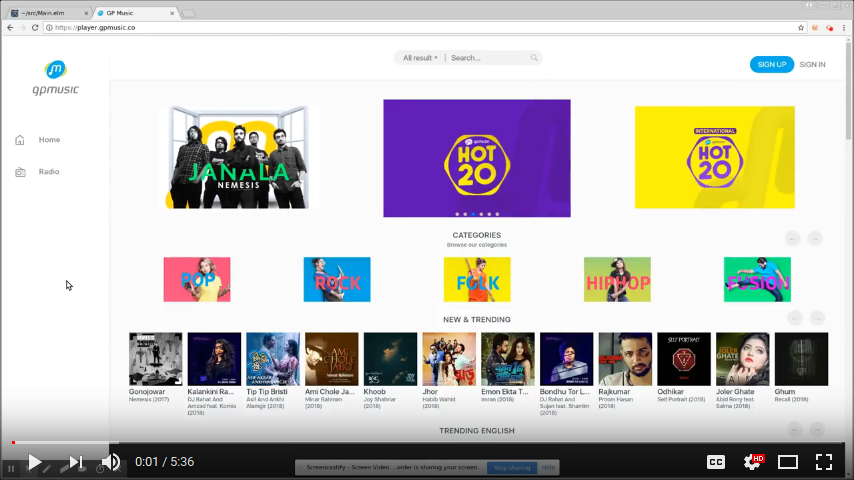 ~/src/Main.elm
GP Music
https://player.gpmusic.co
All result
Search...
SIGN UP
SIGN IN
gpmusic
Home
Radio
JANALA
NEMESIS
gpmusic
HOT
20
INTERNATIONAL
HOT
20
CATEGORIES
Browse our categories
POP
ROCK
FOLK
HIPHOP
FUSION
NEW & TRENDING
Gonojowar
Nemesis (2017)
Kalankini Ra...
DJ Rahat And
Amzad feat. Komla
(2018)
Tip Tip Bristi
Asif And Ankhi
Alamgir (2018)
Ami Chole Ja...
Minar Rahman
(2018)
Khoob
Joy Shahriar
(2018)
Jhor
Habib Wahid
(2018)
Emon Ekta T...
Imran (2018)
Bondhu Tor L...
DJ Rahat And
Sujan feat. Shamim
(2018)
Rajkumar
Pritom Hasan
(2018)
Odhikar
Self Portrait (2018)
Joler Ghate
Abid Rony feat.
Salma (2018)
Ghum
Recall (2018)
SELF PORTRAIT
TRENDING ENGLISH
0:01 / 5:36
Screencastify - Screen Video ...order is sharing your screen.
Stop sharing
Hide
CC
HD